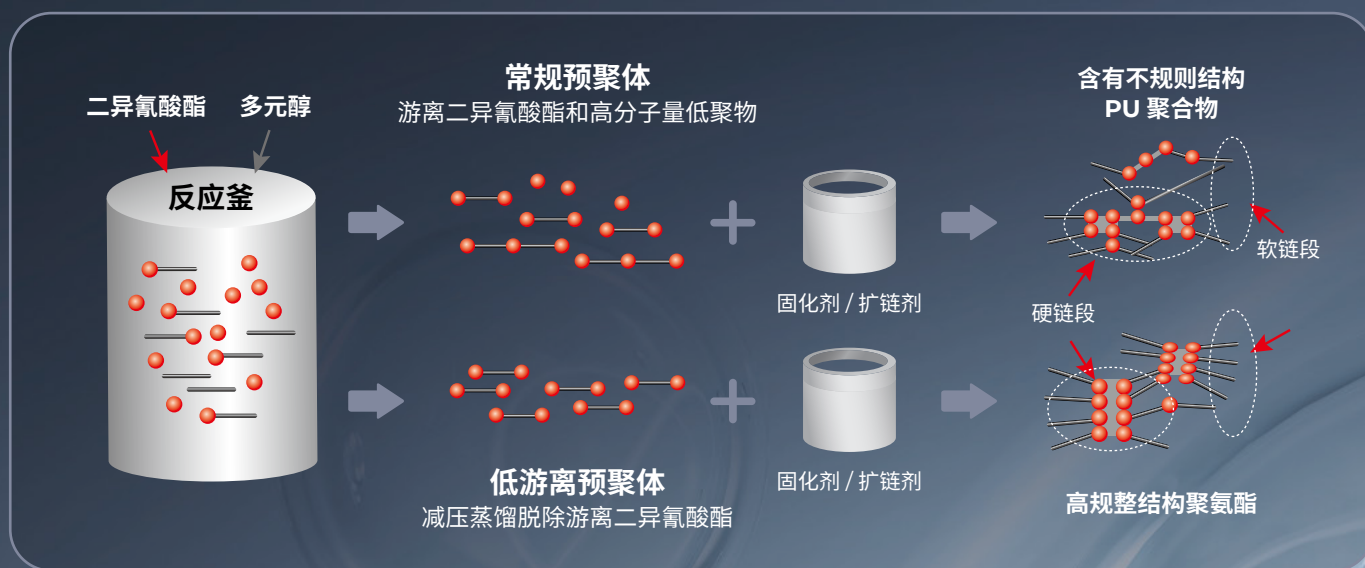 二异氰酸酯
多元醇
反应釜
常规预聚体
游离二异氰酸酯和高分子量低聚物
固化剂 / 扩链剂
含有不规则结构
PU 聚合物
软链段
硬链段
低游离预聚体
减压蒸馏脱除游离二异氰酸酯
固化剂 / 扩链剂
高规整结构聚氨酯